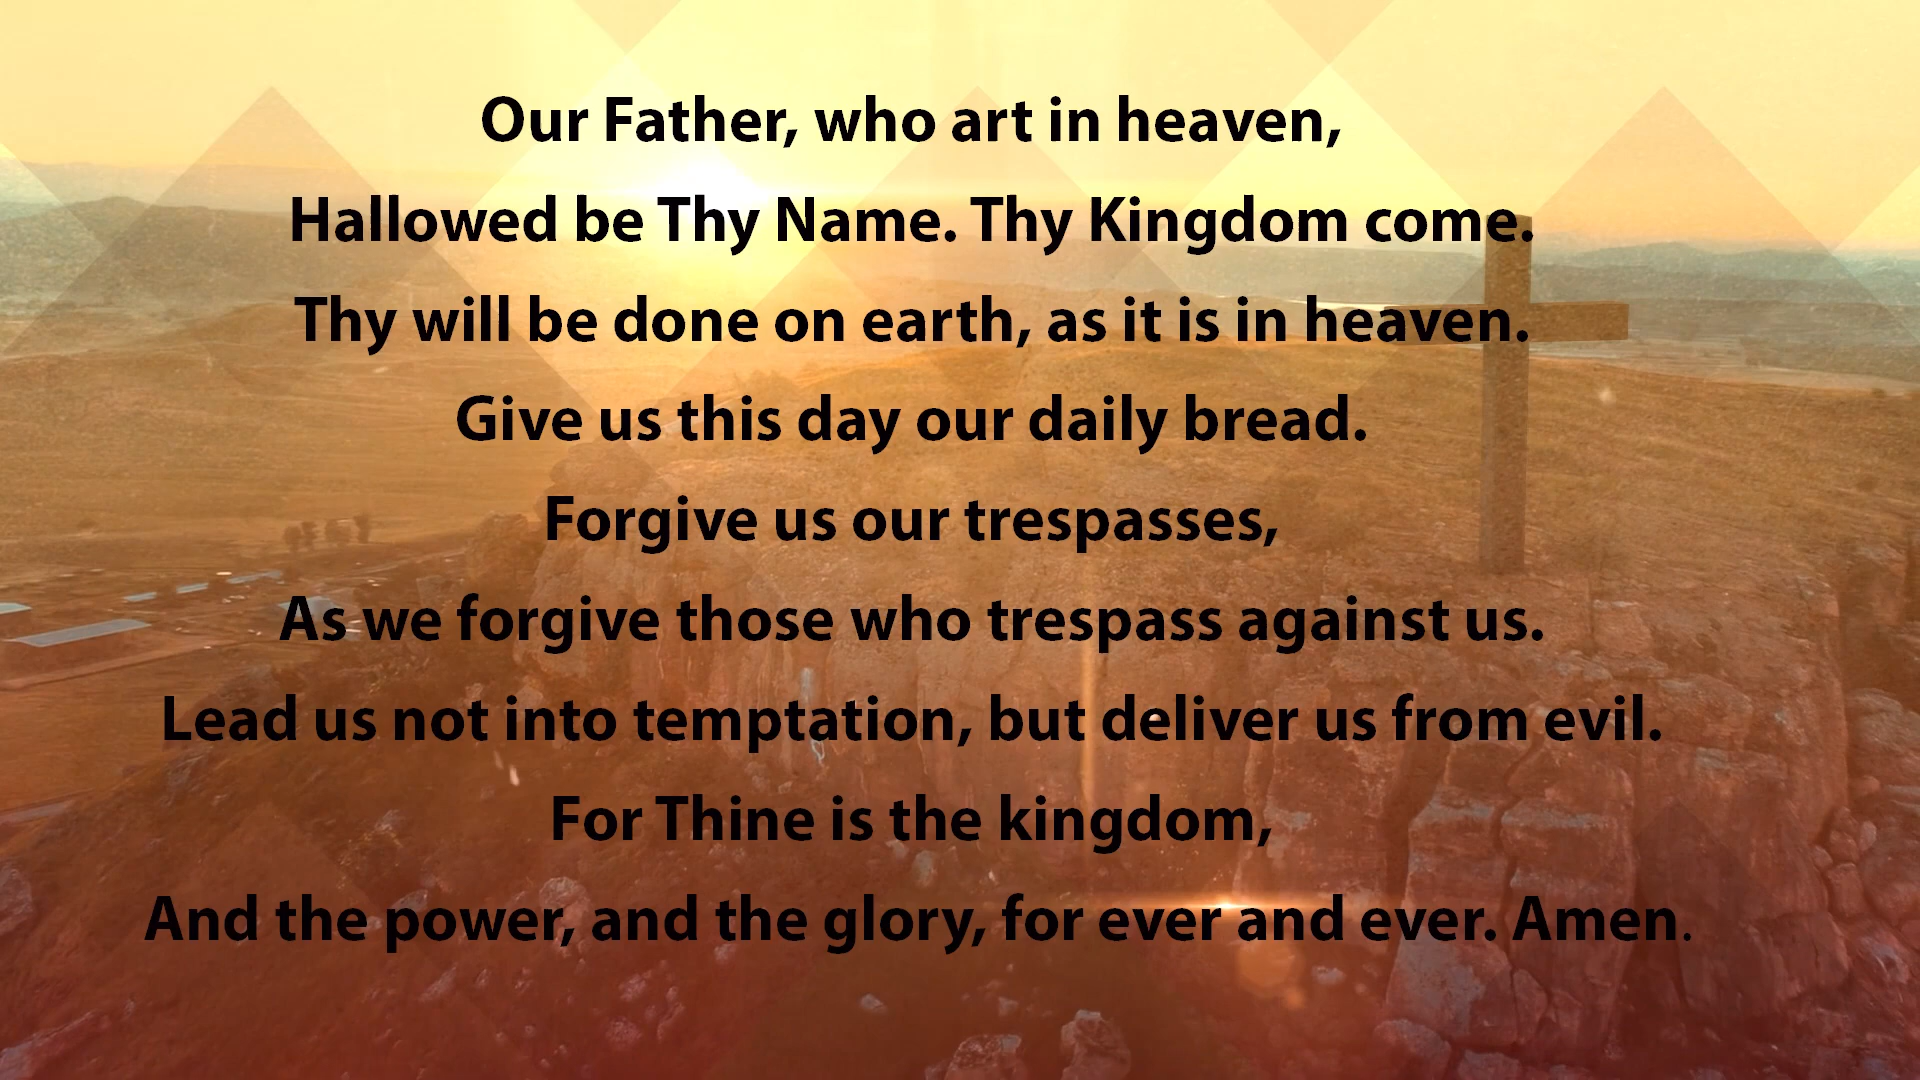 Our Father, who art in heaven,
Hallowed be Thy Name. Thy Kingdom come.
Thy will be done on earth, as it is in heaven.
Give us this day our daily bread.
Forgive us our trespasses,
As we forgive those who trespass against us.
Lead us not into temptation, but deliver us from evil.
For Thine is the kingdom,
And the power, and the glory, for ever and ever. Amen.